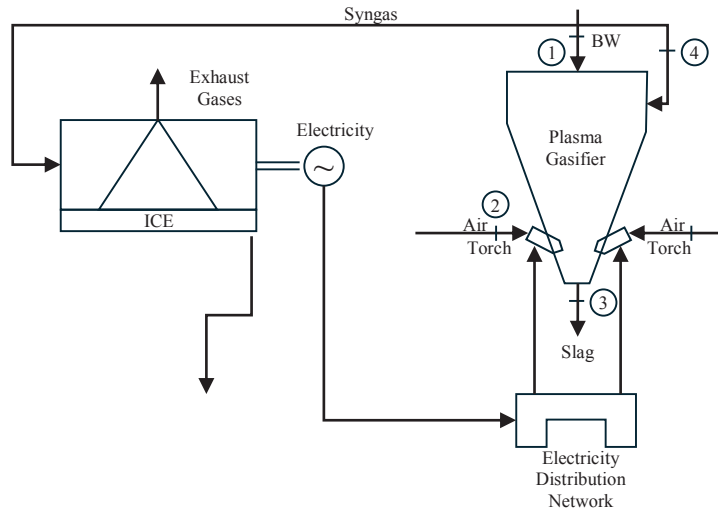 Syngas
1
BW
4
Exhaust
Gases
Electricity
~
Plasma
Gasifier
ICE
2
Air
Torch
Air
Torch
3
Slag
Electricity
Distribution
Network